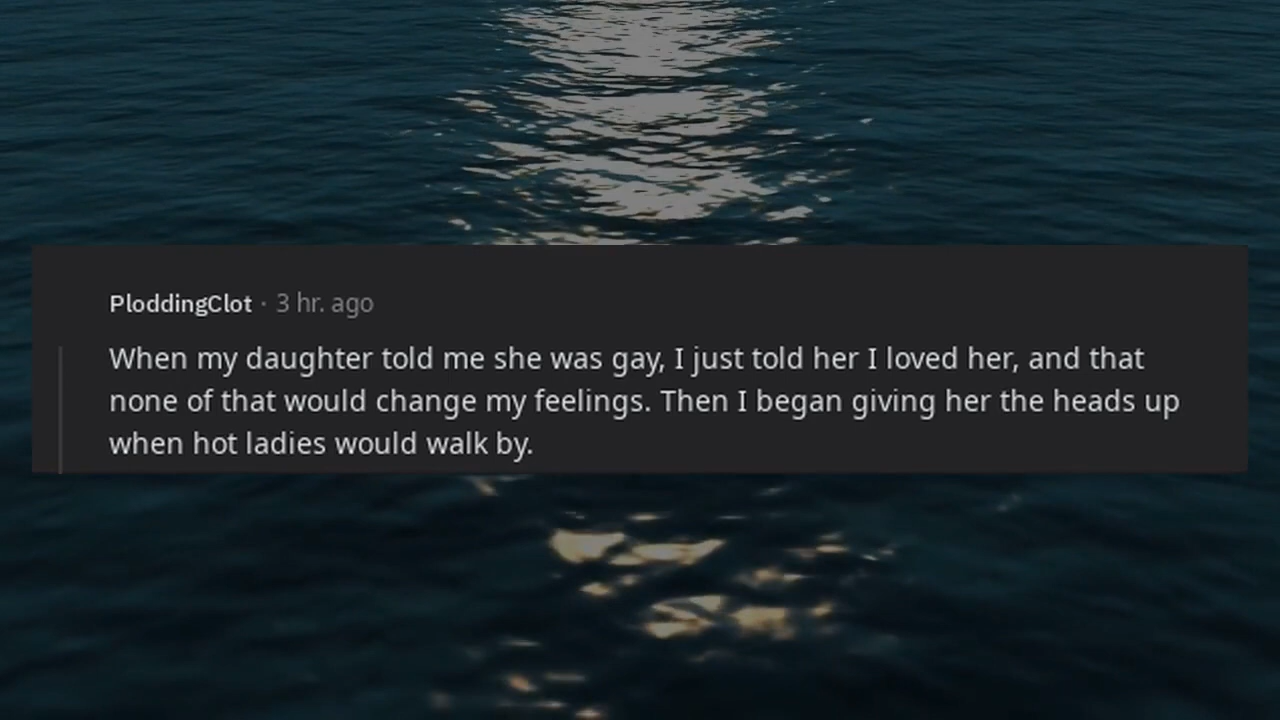 PloddingClot · 3 hr. ago
When my daughter told me she was gay, I just told her I loved her, and that
none of that would change my feelings. Then I began giving her the heads up
when hot ladies would walk by.